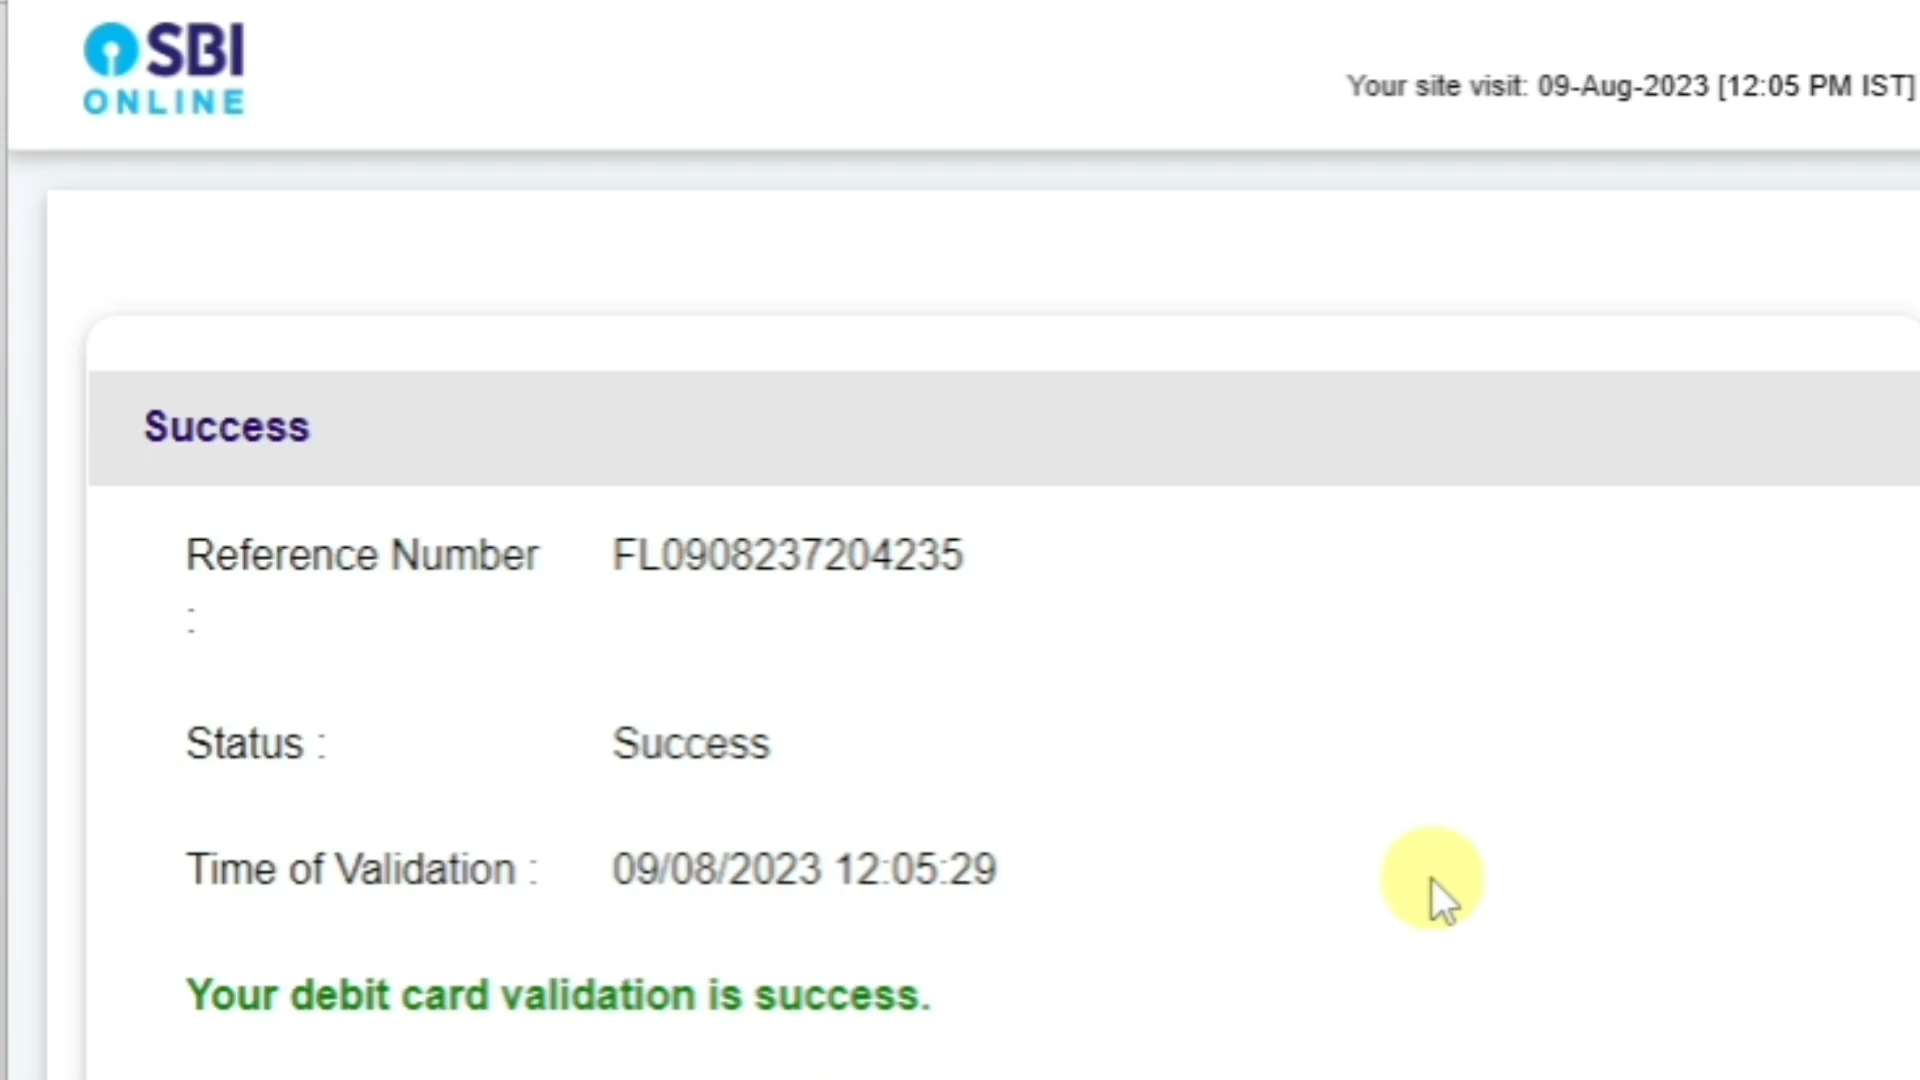 SBI
ONLINE
Your site visit: 09-Aug-2023 [12:05 PM IST]
Success
Reference Number : FL0908237204235
Status : Success
Time of Validation : 09/08/2023 12:05:29
Your debit card validation is success.